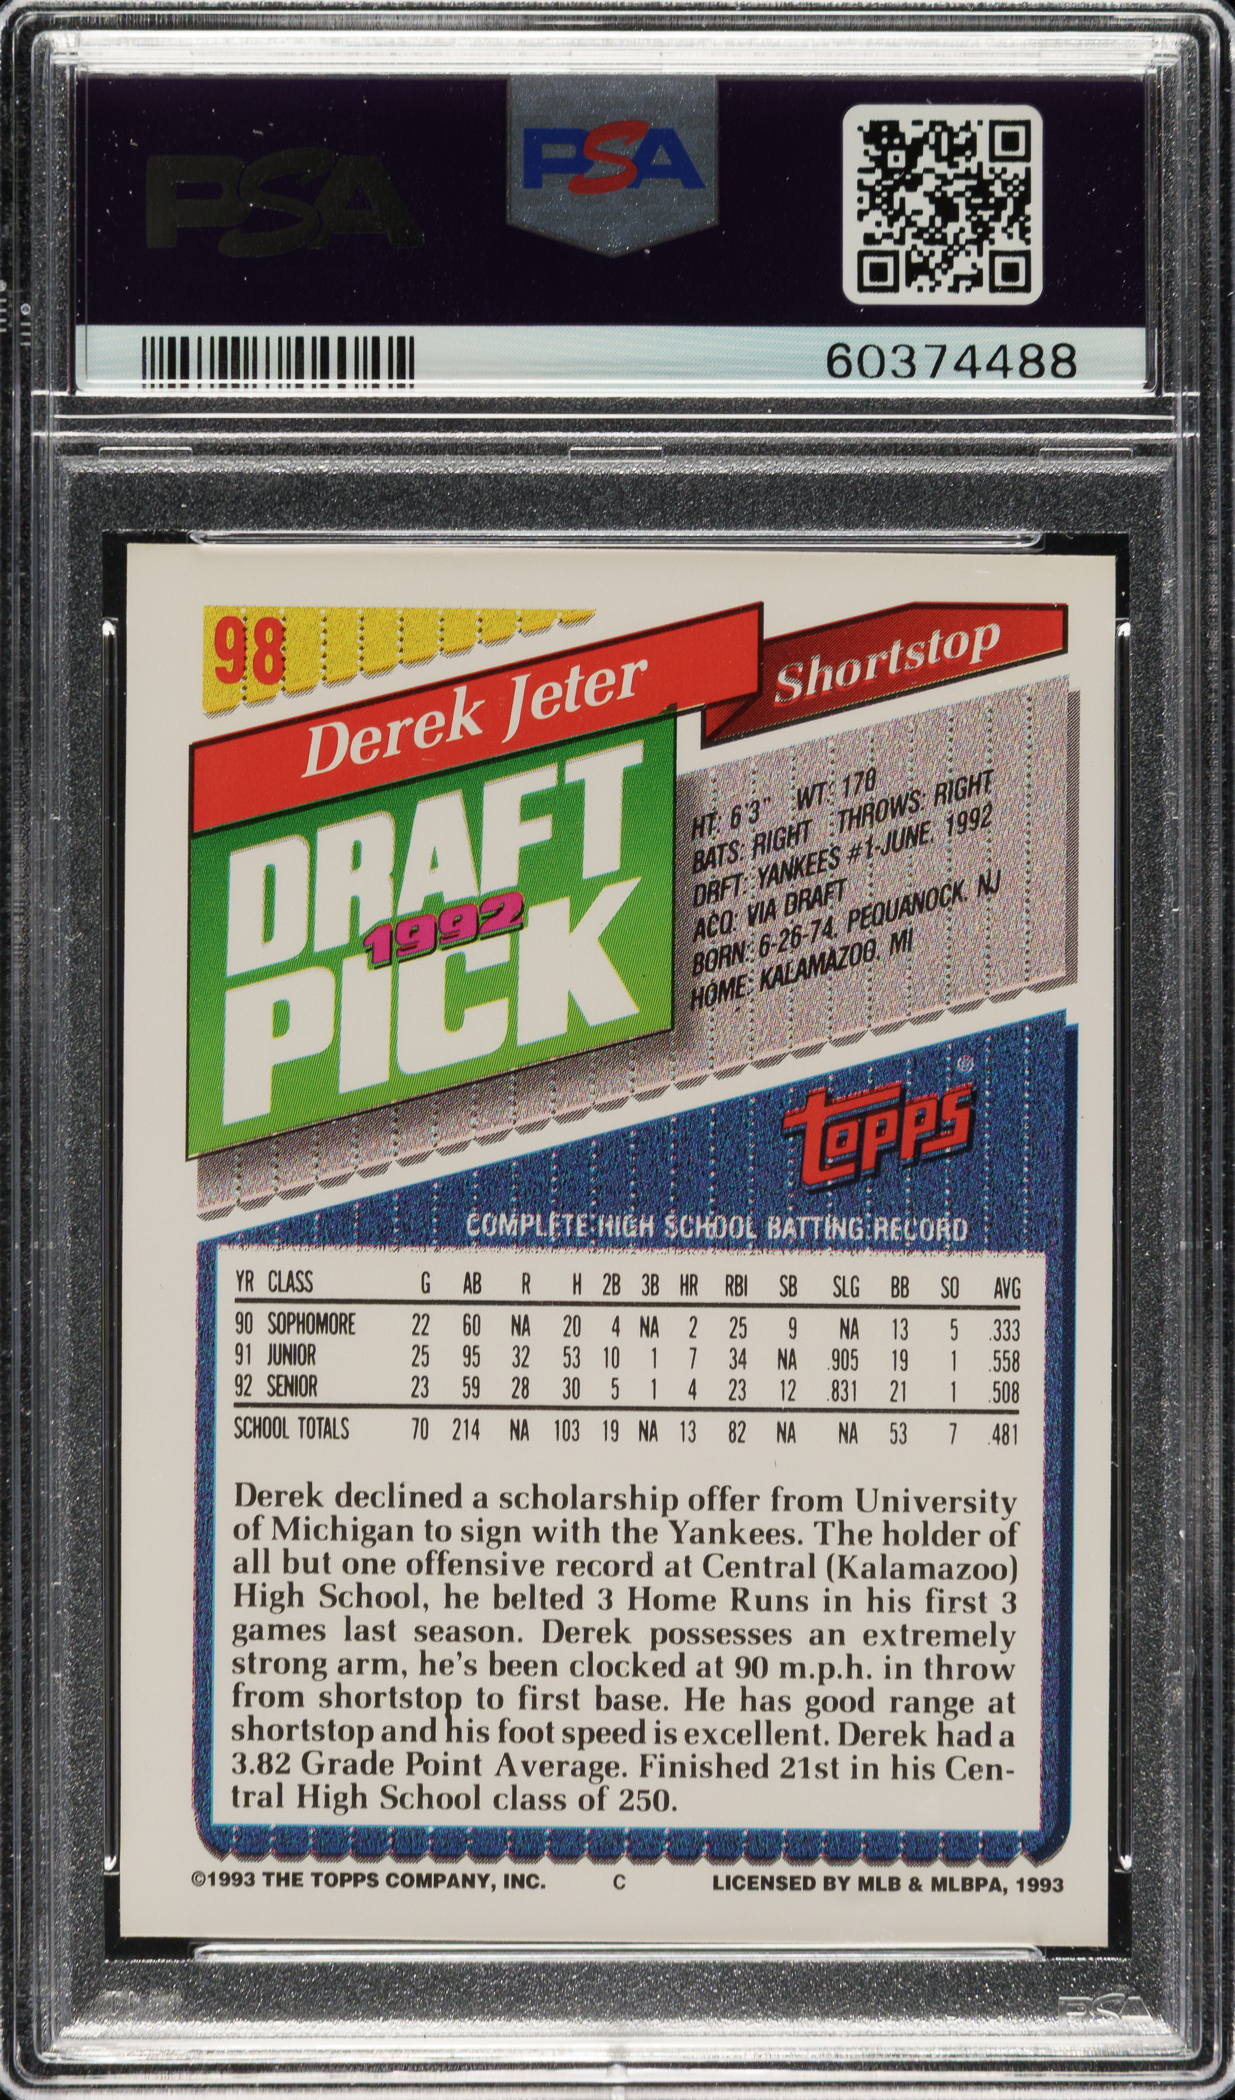 PSA
PSA
60374488
98
Derek Jeter
Shortstop
DRAFT
1992
PICK
HT: 6'3" WT: 178
BATS: RIGHT THROWS: RIGHT
DRFT: YANKEES #1-JUNE, 1992
ACQ: VIA DRAFT
BORN: 6-26-74, PEQUANOCK, NJ
HOME: KALAMAZOO, MI
topps®
COMPLETE HIGH SCHOOL BATTING RECORD
YR CLASS G AB R H 2B 3B HR RBI SB SLG BB SO AVG
90 SOPHOMORE 22 60 NA 20 4 NA 2 25 9 NA 13 5 .333
91 JUNIOR 25 95 32 53 10 1 7 34 NA .905 19 1 .558
92 SENIOR 23 59 28 30 5 1 4 23 12 .831 21 1 .508
SCHOOL TOTALS 70 214 NA 103 19 NA 13 82 NA NA 53 7 .481
Derek declined a scholarship offer from University
of Michigan to sign with the Yankees. The holder of
all but one offensive record at Central (Kalamazoo)
High School, he belted 3 Home Runs in his first 3
games last season. Derek possesses an extremely
strong arm, he's been clocked at 90 m.p.h. in throw
from shortstop to first base. He has good range at
shortstop and his foot speed is excellent. Derek had a
3.82 Grade Point Average. Finished 21st in his Cen-
tral High School class of 250.
©1993 THE TOPPS COMPANY, INC. C LICENSED BY MLB & MLBPA, 1993
PSA